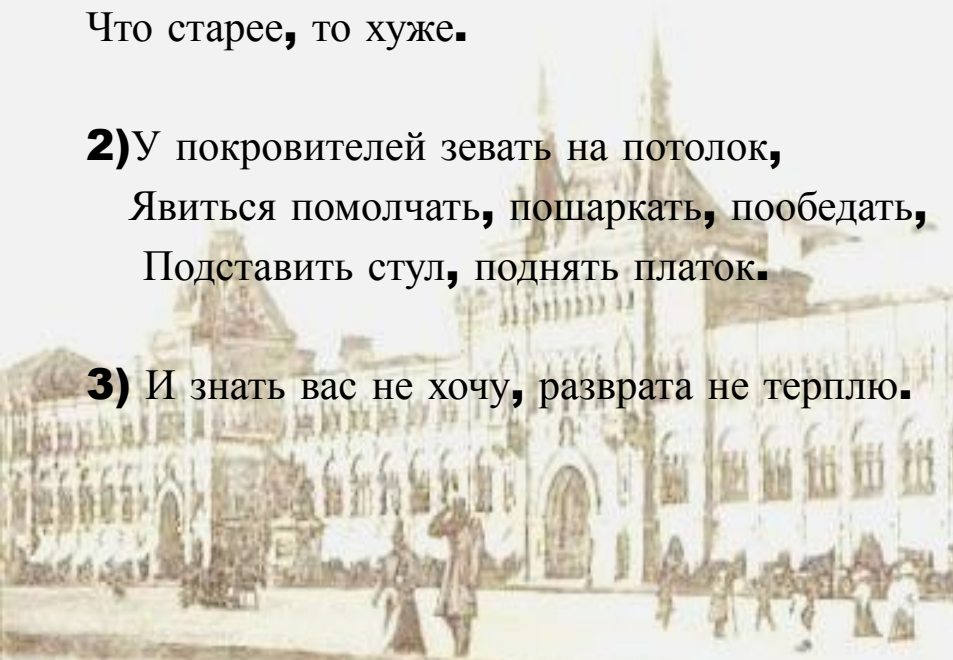 Что старее, то хуже.
2)У покровителей зевать на потолок,
Явиться помолчать, пошаркать, пообедать,
Подставить стул, поднять платок.
3) И знать вас не хочу, разврата не терплю.